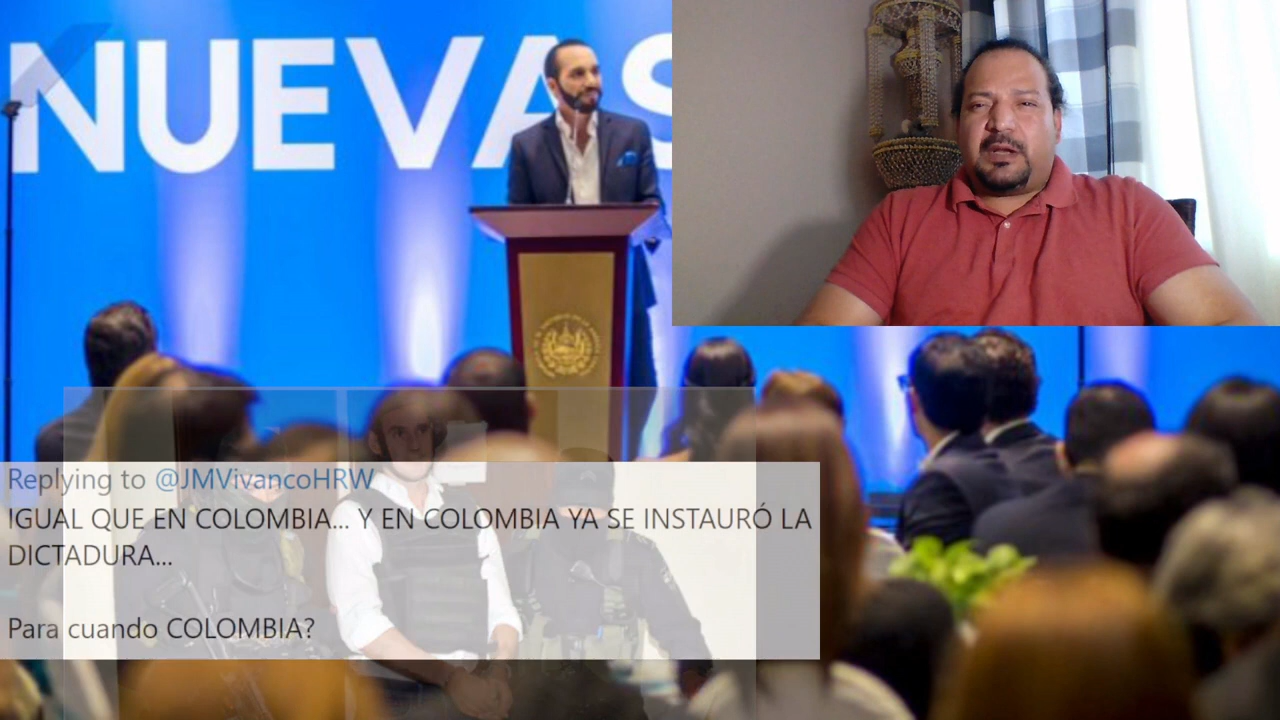 NUEVAS
Replying to @JMVivancoHRW
IGUAL QUE EN COLOMBIA... Y EN COLOMBIA YA SE INSTAURÓ LA
DICTADURA...
Para cuando COLOMBIA?